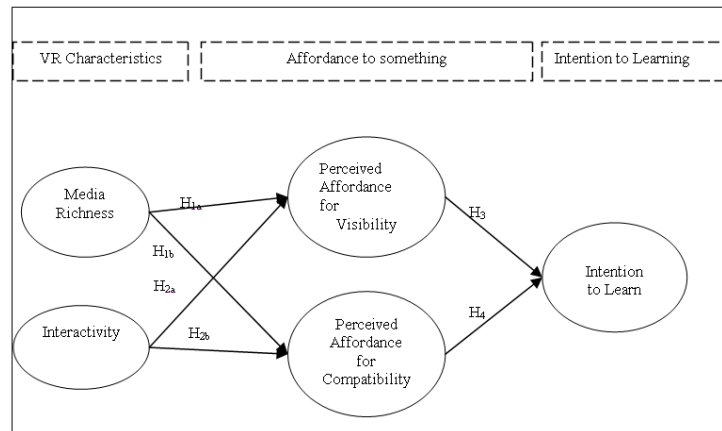 VR Characteristics
Affordance to something
Intention to Learning
Media
Richness
H1a
Perceived
Affordance
for
Visibility
H3
H1b
H2a
Intention
to Learn
Interactivity
H2b
Perceived
Affordance
for
Compatibility
H4